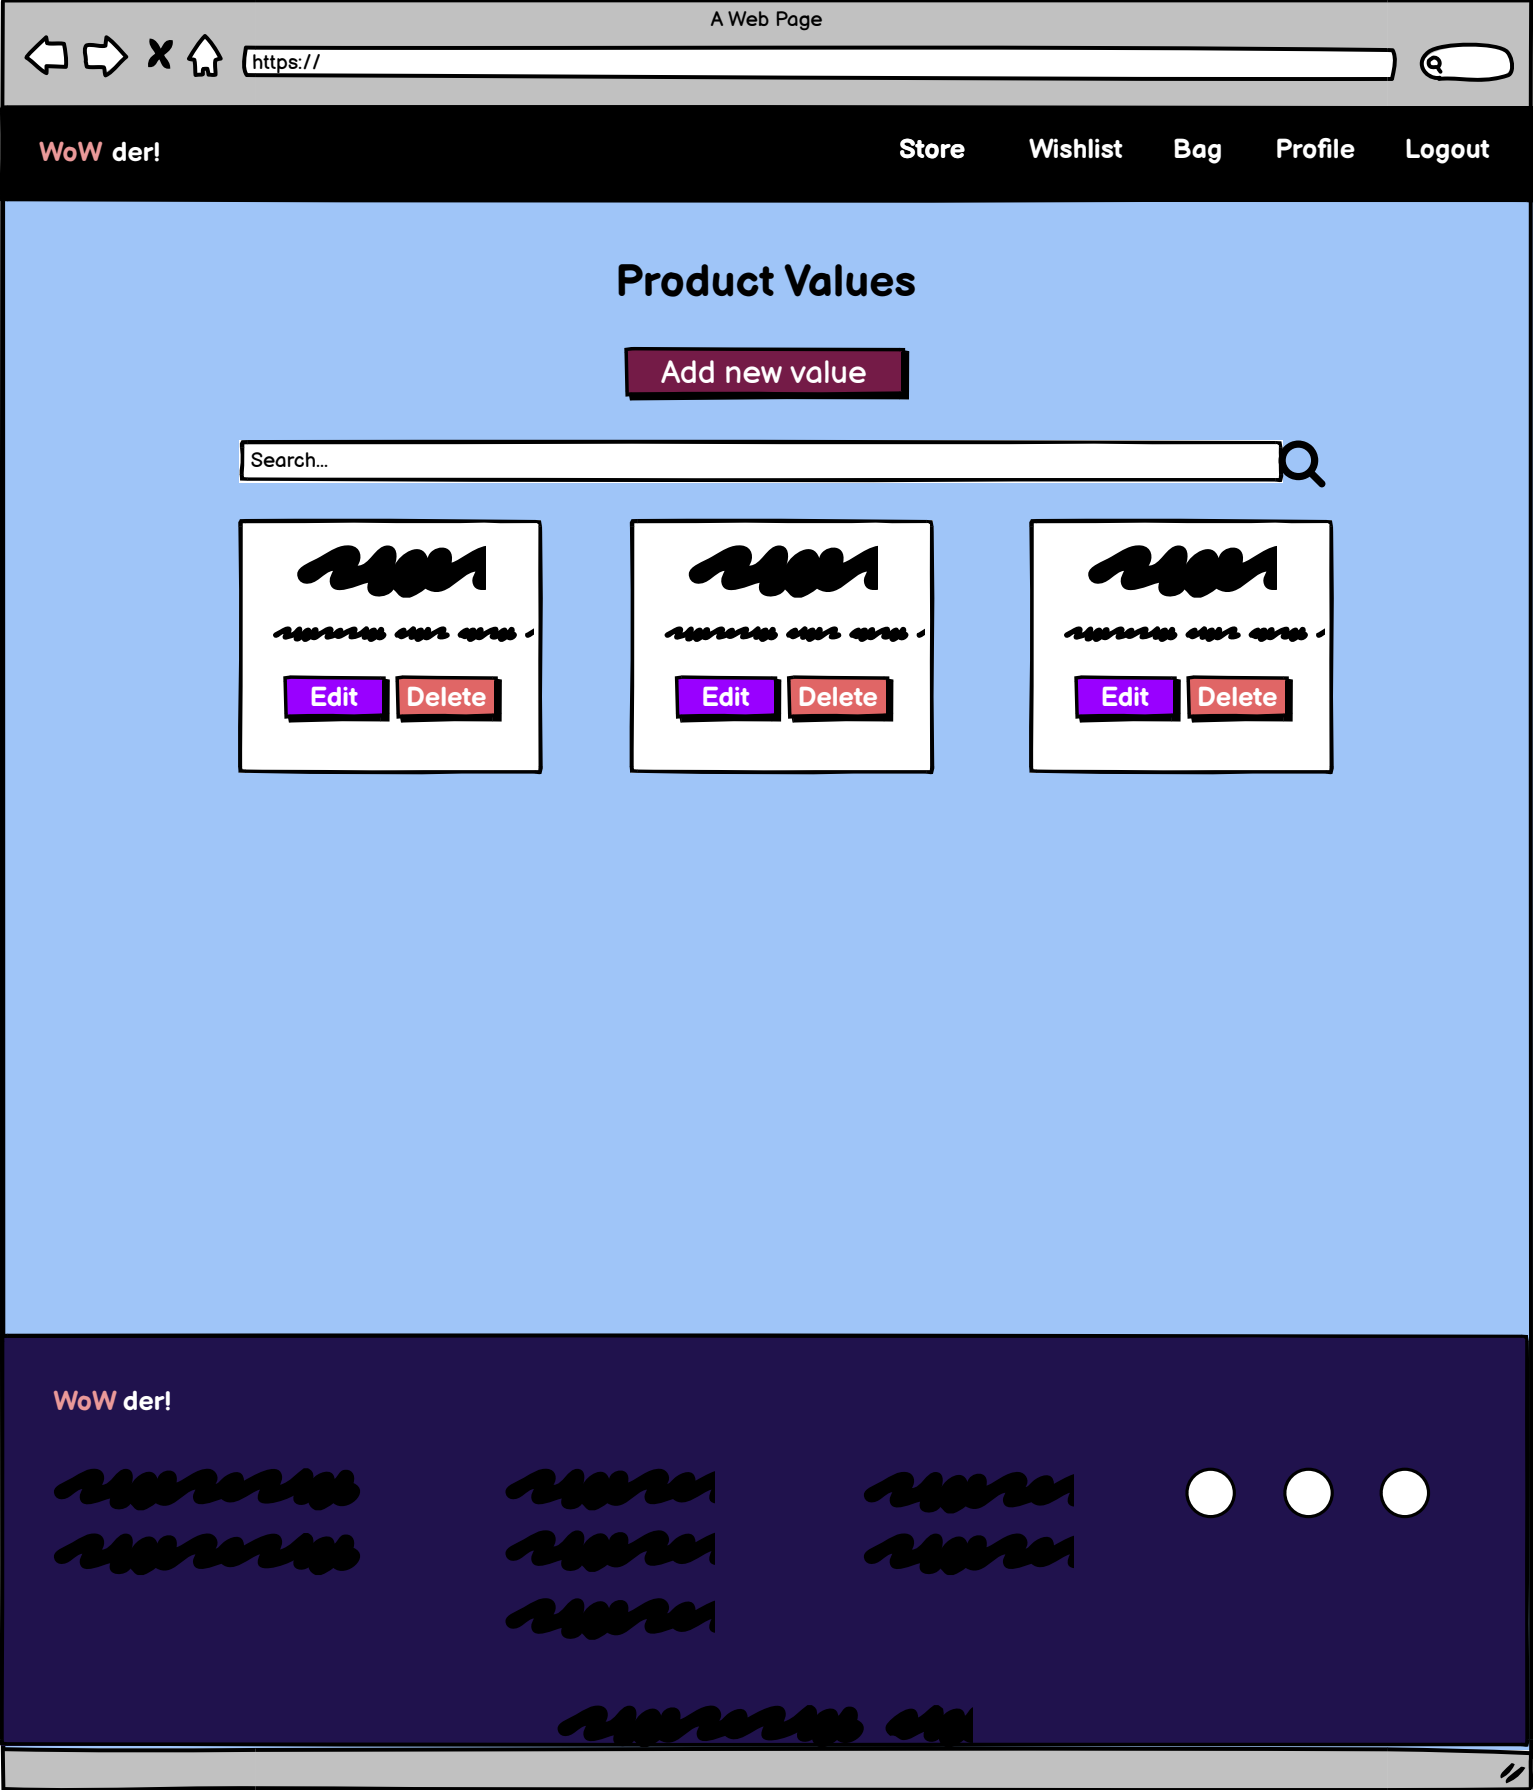 A Web Page
https://
WoW der!
Store Wishlist Bag Profile Logout
Product Values
Add new value
Search...
Edit Delete Edit Delete Edit Delete
WoW der!